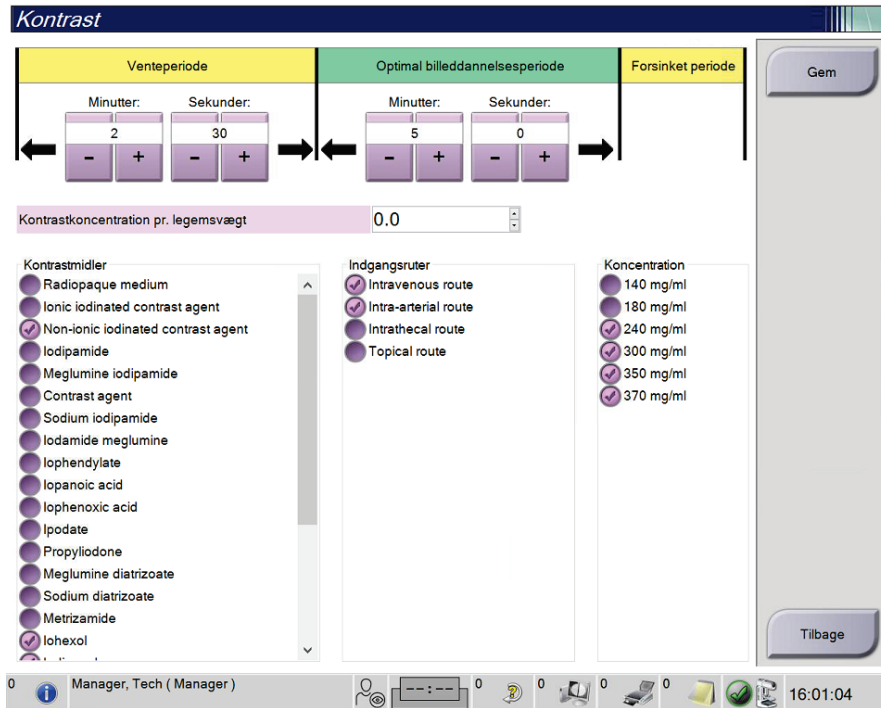 Kontrast
Venteperiode
Optimal billeddannelsesperiode
Forsinket periode
Gem
Minutter:
Sekunder:
Minutter:
Sekunder:
2
30
5
0
- +
- +
- +
- +
Kontrastkoncentration pr. legemsvægt
0.0
Kontrastmidler
Radiopaque medium
Ionic iodinated contrast agent
Non-ionic iodinated contrast agent
Iodipamide
Meglumine iodipamide
Contrast agent
Sodium iodipamide
Iodamide meglumine
Iophendylate
Iopanoic acid
Iophenoxic acid
Ipodate
Propyliodone
Meglumine diatrizoate
Sodium diatrizoate
Metrizamide
Iohexol
Indgangsruter
Intravenous route
Intra-arterial route
Intrathecal route
Topical route
Koncentration
140 mg/ml
180 mg/ml
240 mg/ml
300 mg/ml
350 mg/ml
370 mg/ml
Tilbage
0
Manager, Tech ( Manager )
--:--
0
0
0
0
16:01:04